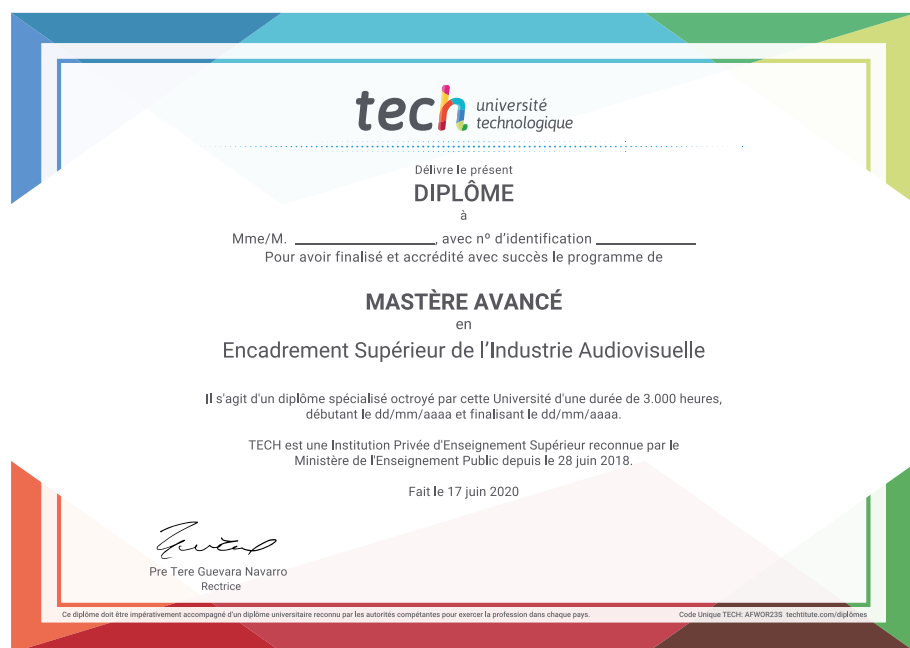 tech université
technologique
Délivre le présent
DIPLÔME
à
Mme/M. ____________________, avec nº d'identification ______________
Pour avoir finalisé et accrédité avec succès le programme de
MASTÈRE AVANCÉ
en
Encadrement Supérieur de l'Industrie Audiovisuelle
Il s'agit d'un diplôme spécialisé octroyé par cette Université d'une durée de 3.000 heures,
débutant le dd/mm/aaaa et finalisant le dd/mm/aaaa.
TECH est une Institution Privée d'Enseignement Supérieur reconnue par le
Ministère de l'Enseignement Public depuis le 28 juin 2018.
Fait le 17 juin 2020
Pre Tere Guevara Navarro
Rectrice
Ce diplôme doit être impérativement accompagné d'un diplôme universitaire reconnu par les autorités compétantes pour exercer la profession dans chaque pays.
Code Unique TECH: AFWOR23S techtitute.com/diplômes